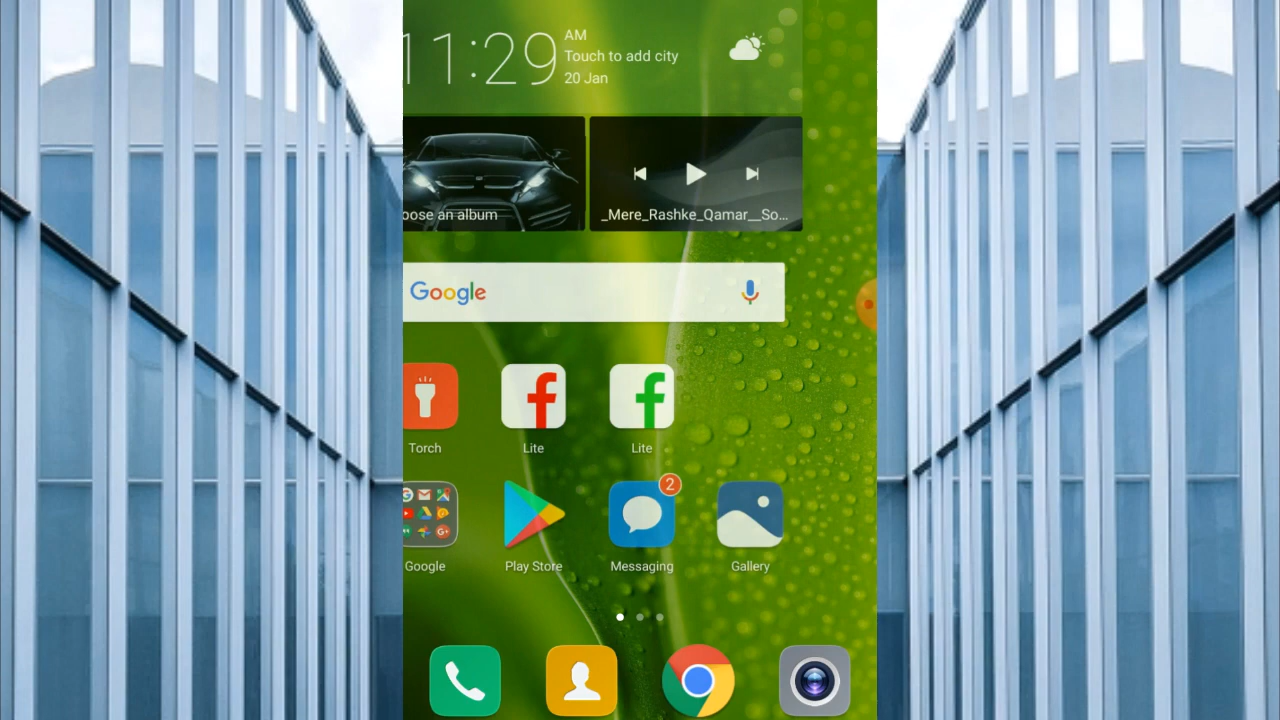 11:29
AM
Touch to add city
20 Jan
oose an album
_Mere_Rashke_Qamar__So...
Google
Torch
Lite
Lite
2
Google
Play Store
Messaging
Gallery